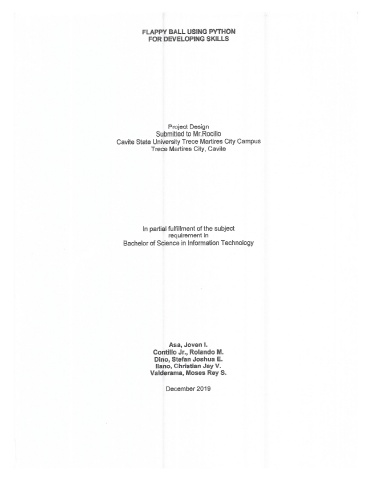 FLAPPY BALL USING PYTHON
FOR DEVELOPING SKILLS
Project Design
Submitted to Mr.Rocillo
Cavite State University Trece Martires City Campus
Trece Martires City, Cavite
In partial fulfillment of the subject
requirement in
Bachelor of Science in Information Technology
Asa, Joven I.
Contillo Jr., Rolando M.
Dino, Stefan Joshua E.
Ilano, Christian Jay V.
Valderama, Moses Rey S.
December 2019